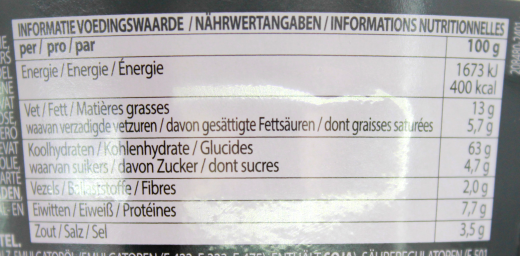 INFORMATIE VOEDINGSWAARDE / NÄHRWERTANGABEN / INFORMATIONS NUTRITIONNELLES
per / pro / par 100 g
Energie / Energie / Énergie 1673 kJ
400 kcal
Vet / Fett / Matières grasses 13 g
waarvan verzadigde vetzuren / davon gesättigte Fettsäuren / dont graisses saturées 5,7 g
Koolhydraten / Kohlenhydrate / Glucides 63 g
waarvan suikers / davon Zucker / dont sucres 4,7 g
Vezels / / Fibres 2,0 g
Eiwitten / Eiweiß / Protéines 7,7 g
Zout / Salz / Sel 3,5 g